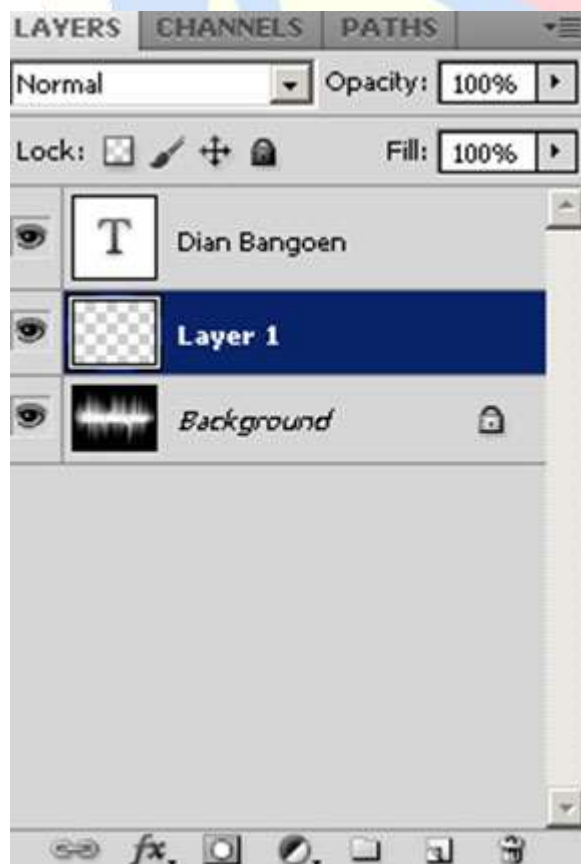 LAYERS CHANNELS PATHS
Normal Opacity: 100%
Lock: Fill: 100%
T Dian Bangoen
Layer 1
Background
fx.